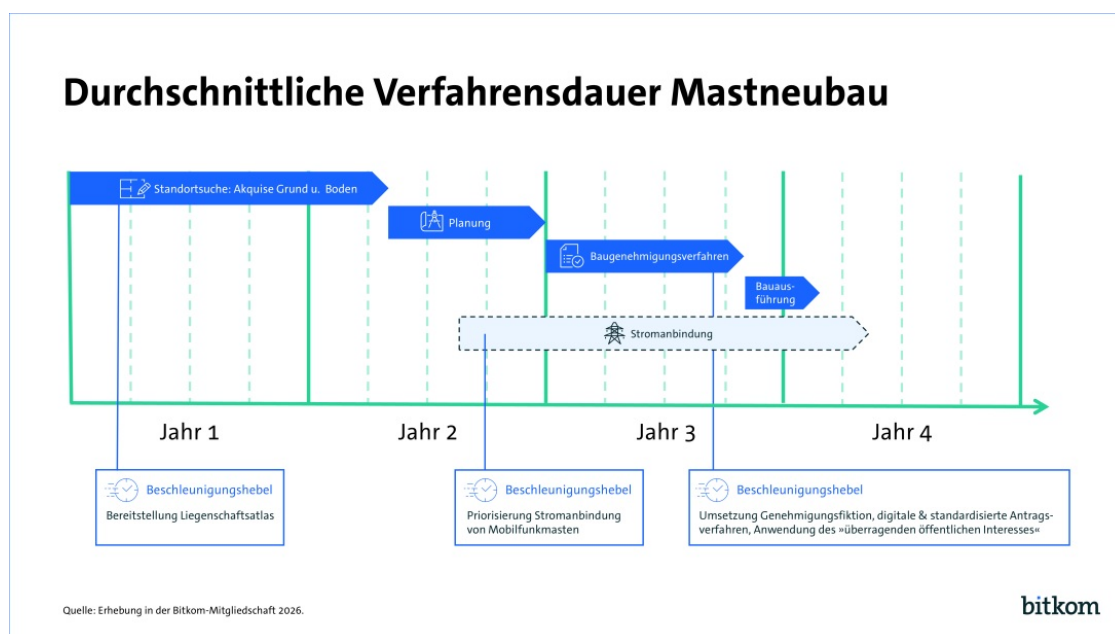 Durchschnittliche Verfahrensdauer Mastneubau
Standortsuche: Akquise Grund u. Boden
Planung
Baugenehmigungsverfahren
Bauaus-
führung
Stromanbindung
Jahr 1
Jahr 2
Jahr 3
Jahr 4
Beschleunigungshebel
Bereitstellung Liegenschaftsatlas
Beschleunigungshebel
Priorisierung Stromanbindung
von Mobilfunkmasten
Beschleunigungshebel
Umsetzung Genehmigungsfiktion, digitale & standardisierte Antrags-
verfahren, Anwendung des »überragenden öffentlichen Interesses«
Quelle: Erhebung in der Bitkom-Mitgliedschaft 2026.
bitkom